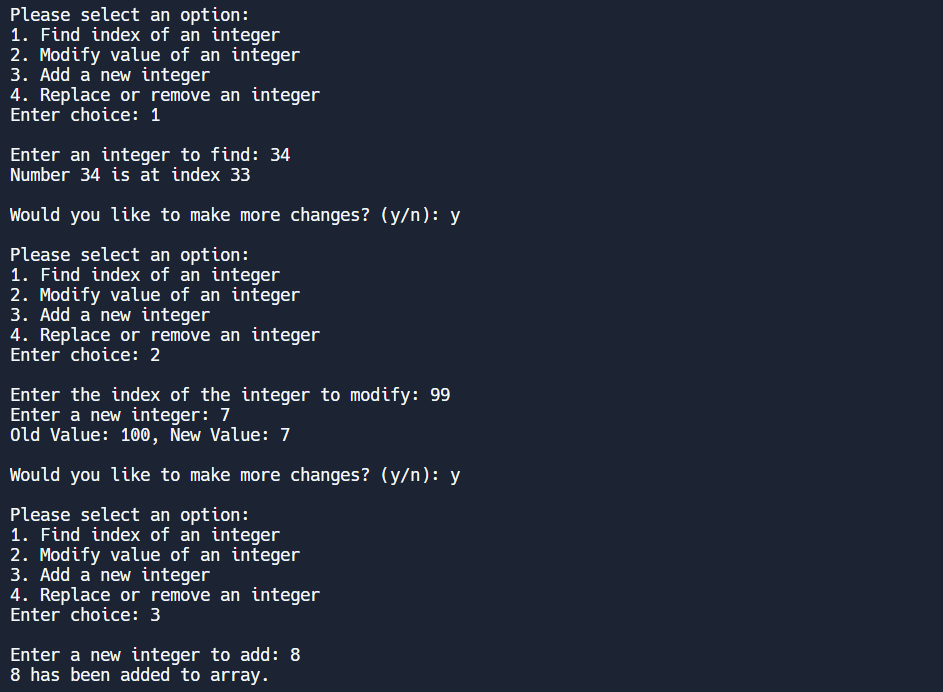 Please select an option:
1. Find index of an integer
2. Modify value of an integer
3. Add a new integer
4. Replace or remove an integer
Enter choice: 1
Enter an integer to find: 34
Number 34 is at index 33
Would you like to make more changes? (y/n): y
Please select an option:
1. Find index of an integer
2. Modify value of an integer
3. Add a new integer
4. Replace or remove an integer
Enter choice: 2
Enter the index of the integer to modify: 99
Enter a new integer: 7
Old Value: 100, New Value: 7
Would you like to make more changes? (y/n): y
Please select an option:
1. Find index of an integer
2. Modify value of an integer
3. Add a new integer
4. Replace or remove an integer
Enter choice: 3
Enter a new integer to add: 8
8 has been added to array.